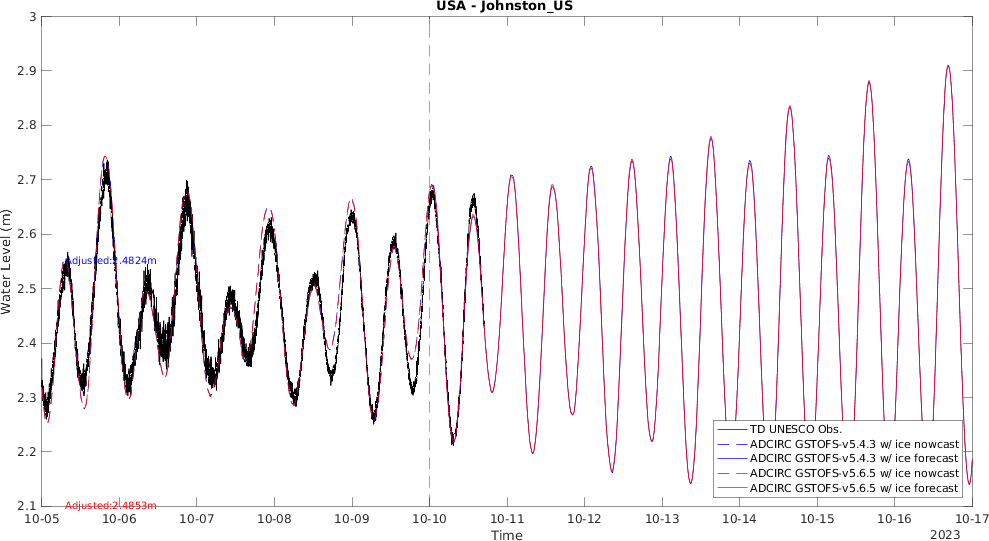 USA - Johnston_US
3
2.9
2.8
2.7
2.6
2.5
2.4
2.3
2.2
2.1
Water Level (m)
Adjusted:2.4824m
Adjusted:2.4853m
TD UNESCO Obs.
ADCIRC GSTOFS-v5.4.3 w/ ice nowcast
ADCIRC GSTOFS-v5.4.3 w/ ice forecast
ADCIRC GSTOFS-v5.6.5 w/ ice nowcast
ADCIRC GSTOFS-v5.6.5 w/ ice forecast
10-05 10-06 10-07 10-08 10-09 10-10 10-11 10-12 10-13 10-14 10-15 10-16 10-17
Time
2023